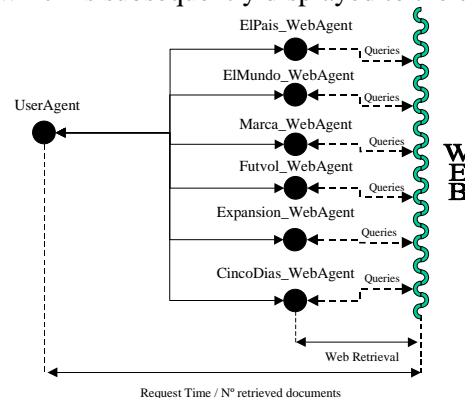 ElPais_WebAgent
Queries
ElMundo_WebAgent
Queries
UserAgent
Marca_WebAgent
Queries
WEB
Futvol_WebAgent
Queries
Expansion_WebAgent
Queries
CincoDias_WebAgent
Queries
Web Retrieval
Request Time / Nº retrieved documents